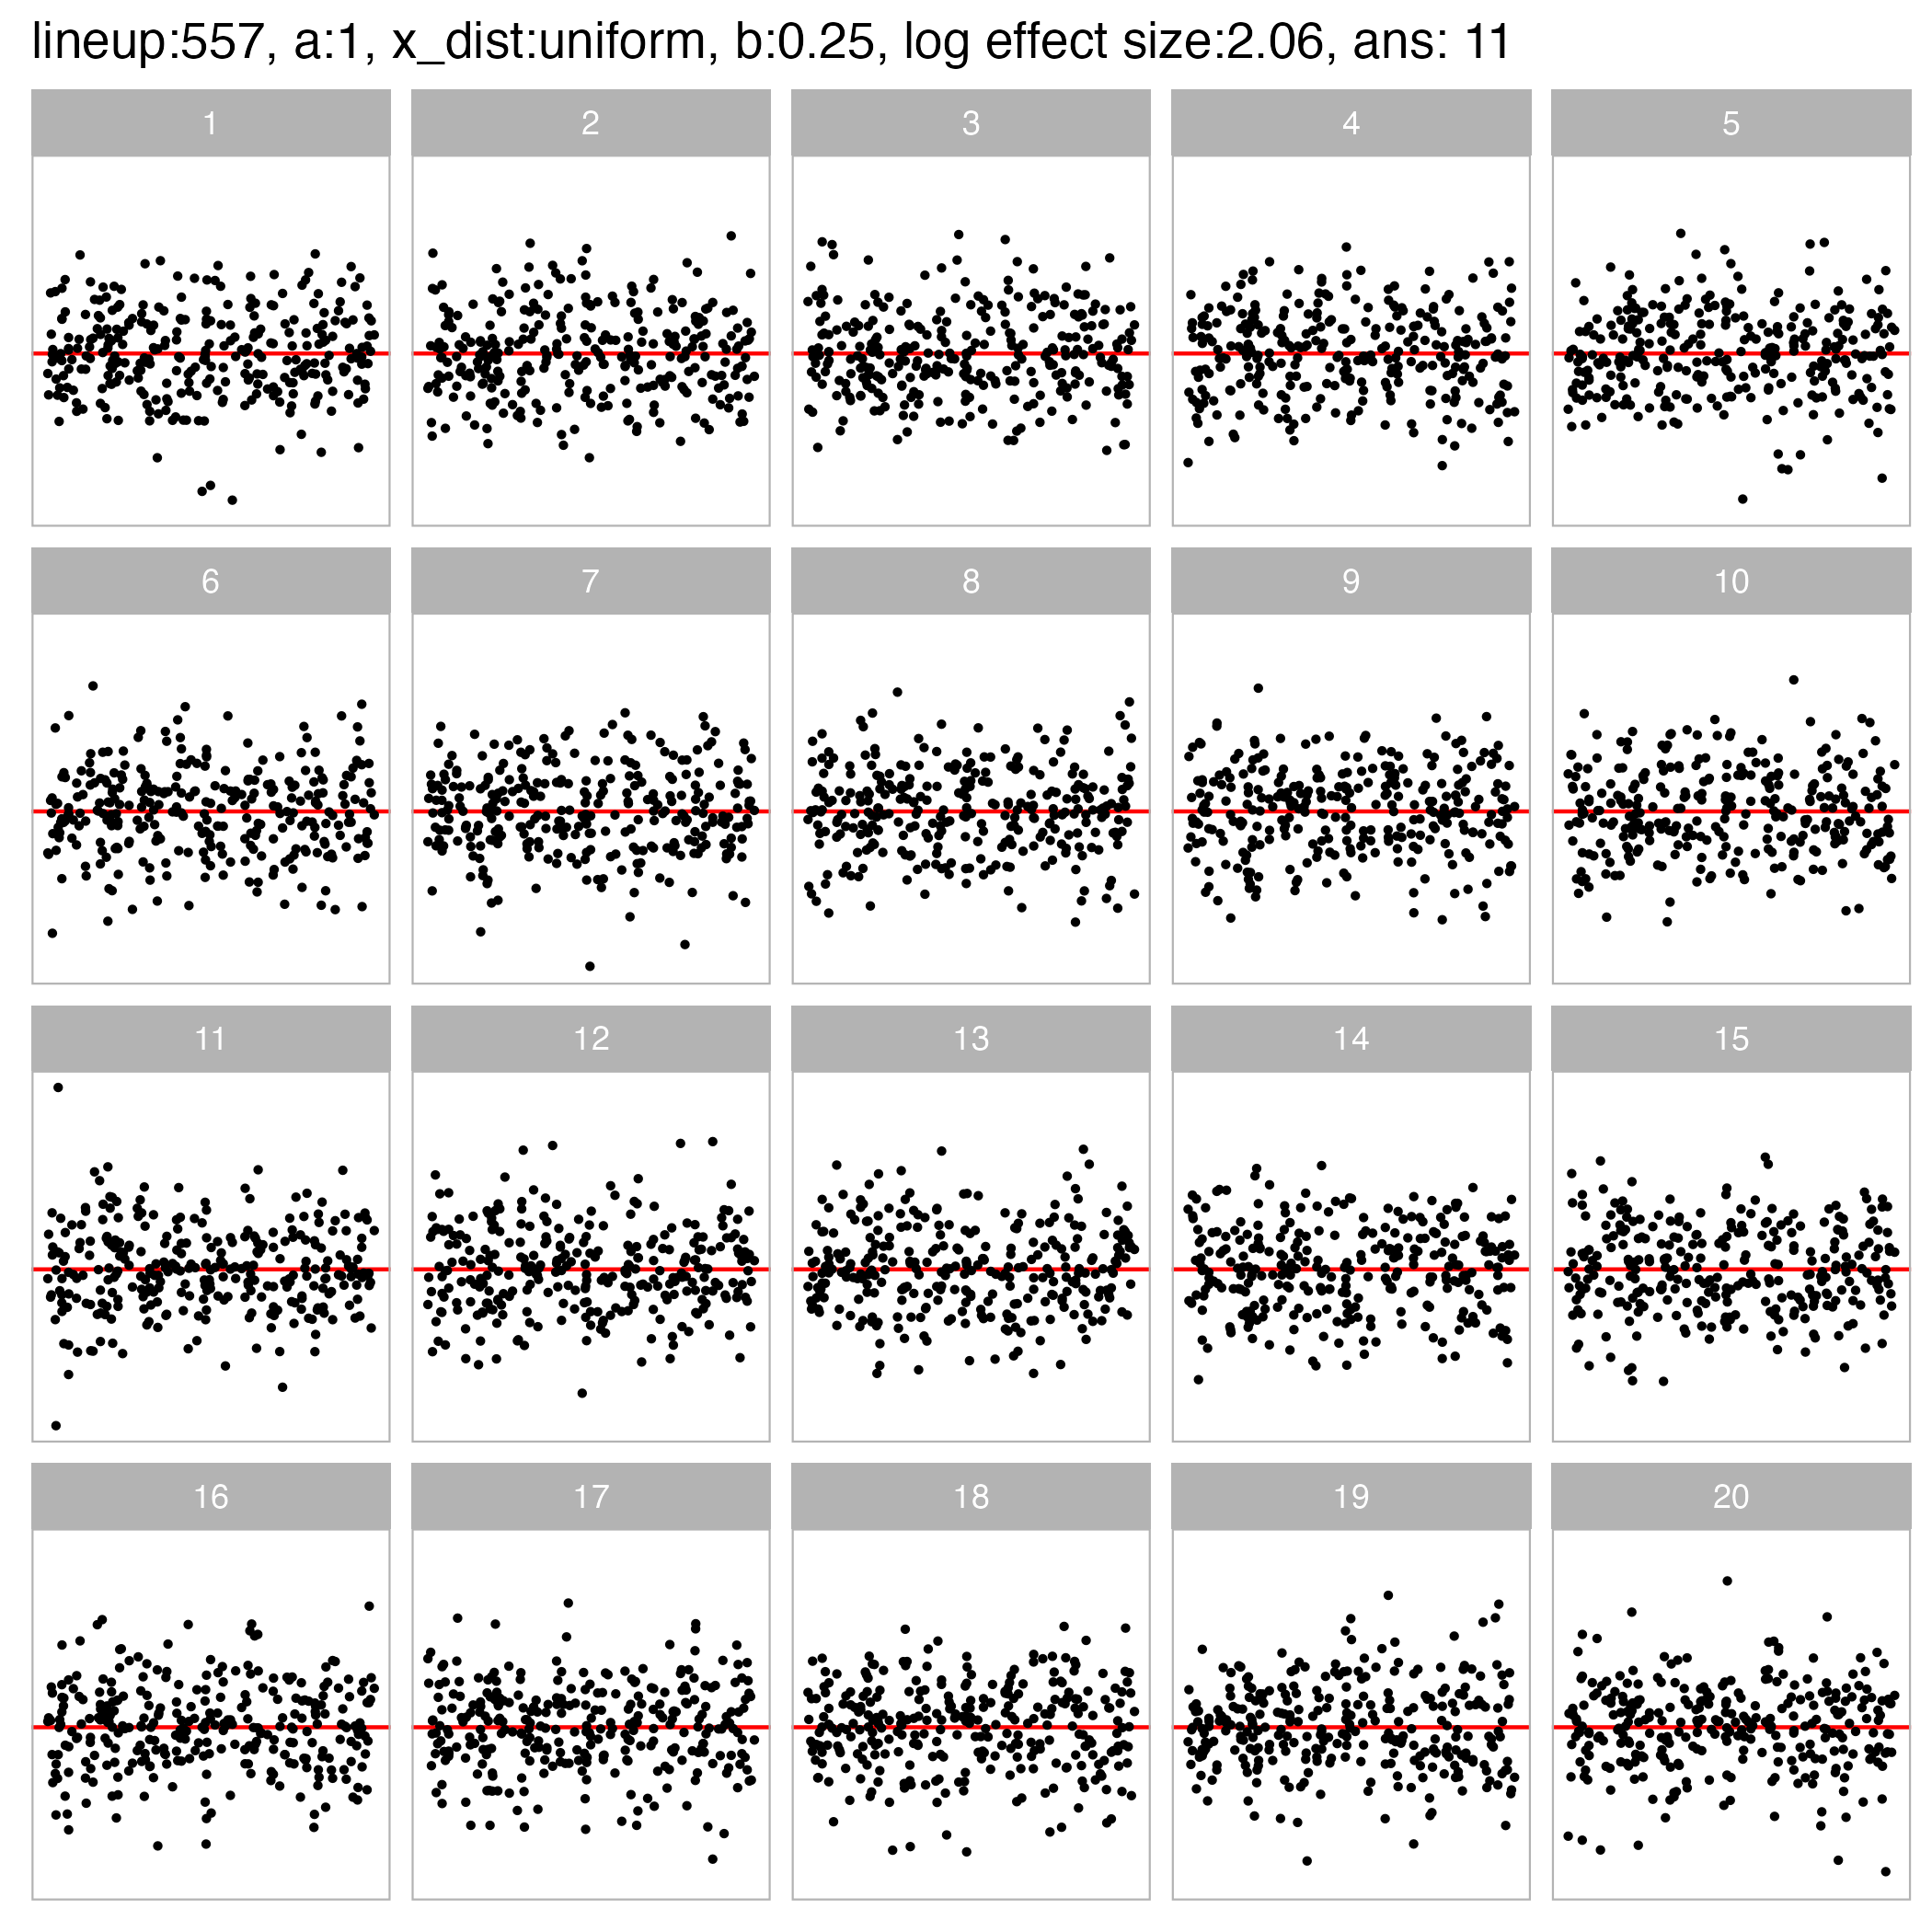 lineup:557, a:1, x_dist:uniform, b:0.25, log effect size:2.06, ans: 11
1 2 3 4 5
6 7 8 9 10
11 12 13 14 15
16 17 18 19 20